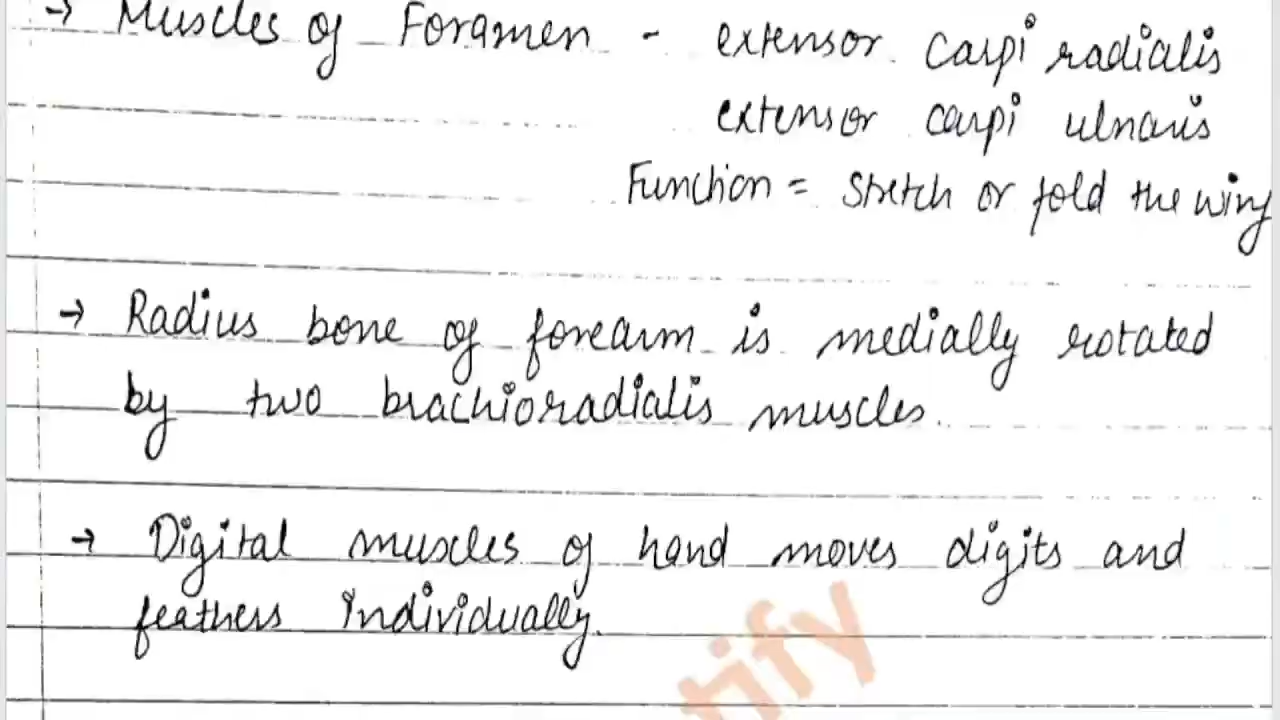 → Muscles of Foramen - extensor carpi radialis
extensor carpi ulnaris
Function = Stretch or fold the wing
→ Radius bone of forearm is medially rotated
by two brachioradialis muscles.
→ Digital muscles of hand moves digits and
feathers individually.
tify